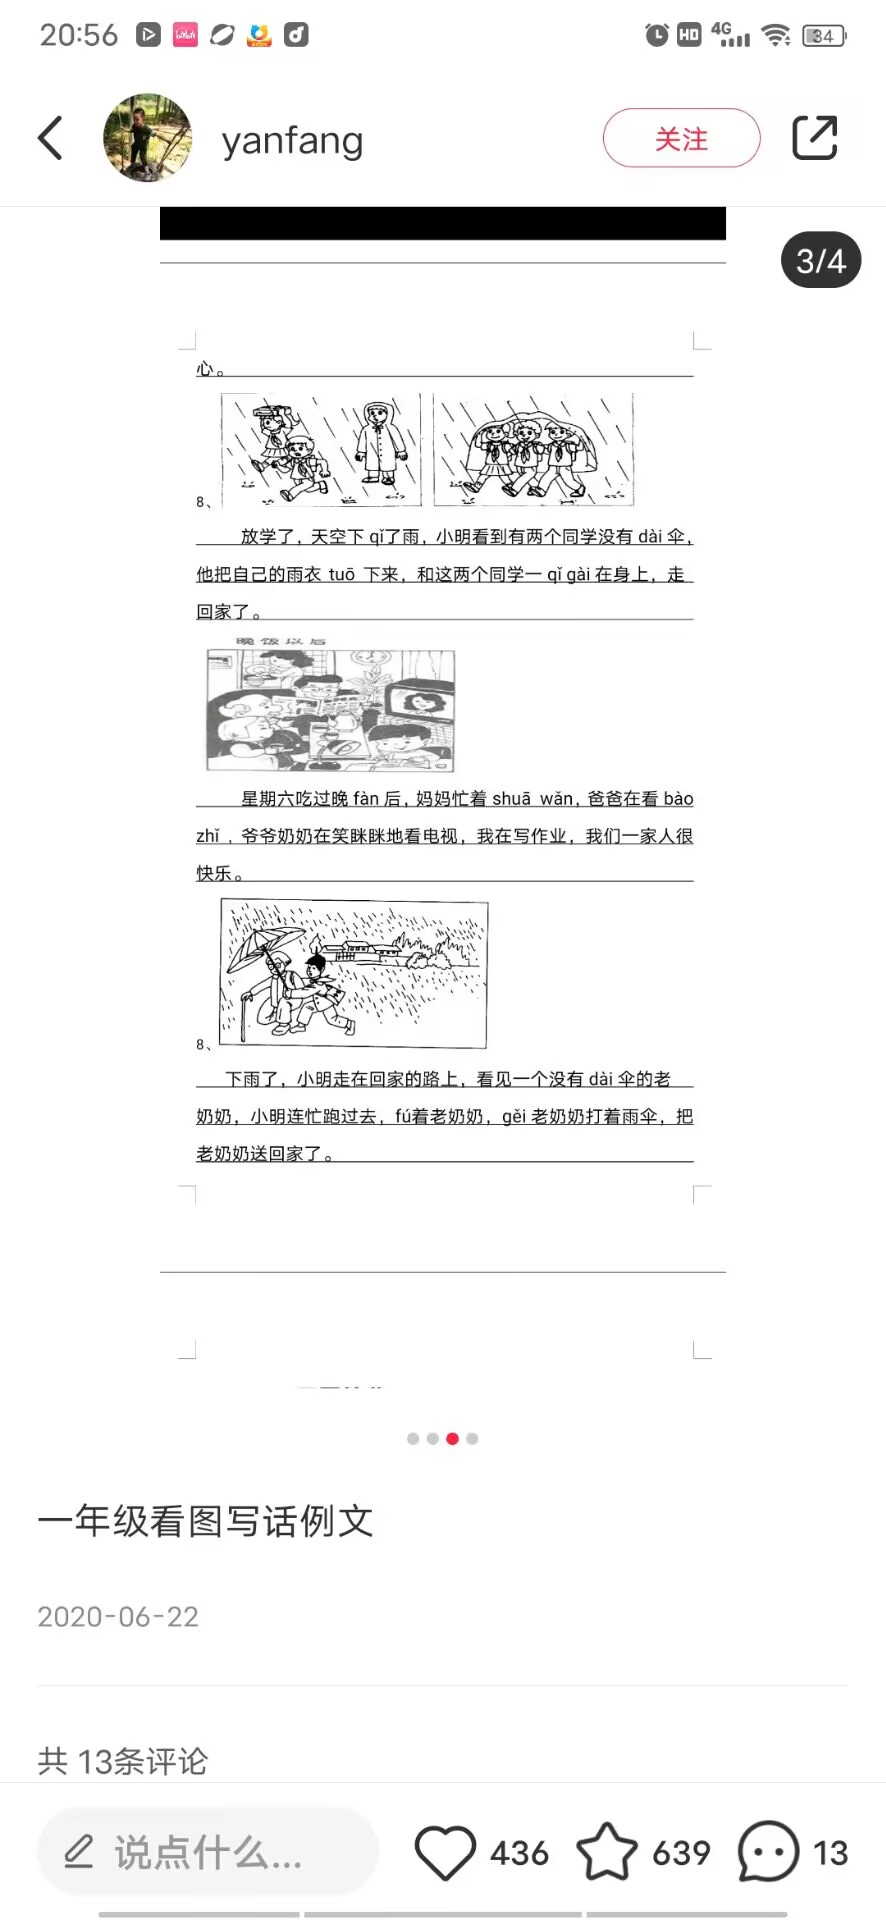 20:56
HD 4G 34
yanfang
关注
3/4
心。
8、
放学了，天空下 qǐ了雨，小明看到有两个同学没有 dài 伞，
他把自己的雨衣 tuō 下来，和这两个同学一 qǐ gài 在身上，走
回家了。
晚饭以后
星期六吃过晚 fàn 后，妈妈忙着 shuā wǎn，爸爸在看 bào
zhǐ，爷爷奶奶在笑眯眯地看电视，我在写作业，我们一家人很
快乐。
8、
下雨了，小明走在回家的路上，看见一个没有 dài 伞的老
奶奶，小明连忙跑过去，fú着老奶奶，gěi 老奶奶打着雨伞，把
老奶奶送回家了。
一年级看图写话例文
2020-06-22
共 13条评论
说点什么...
436
639
13